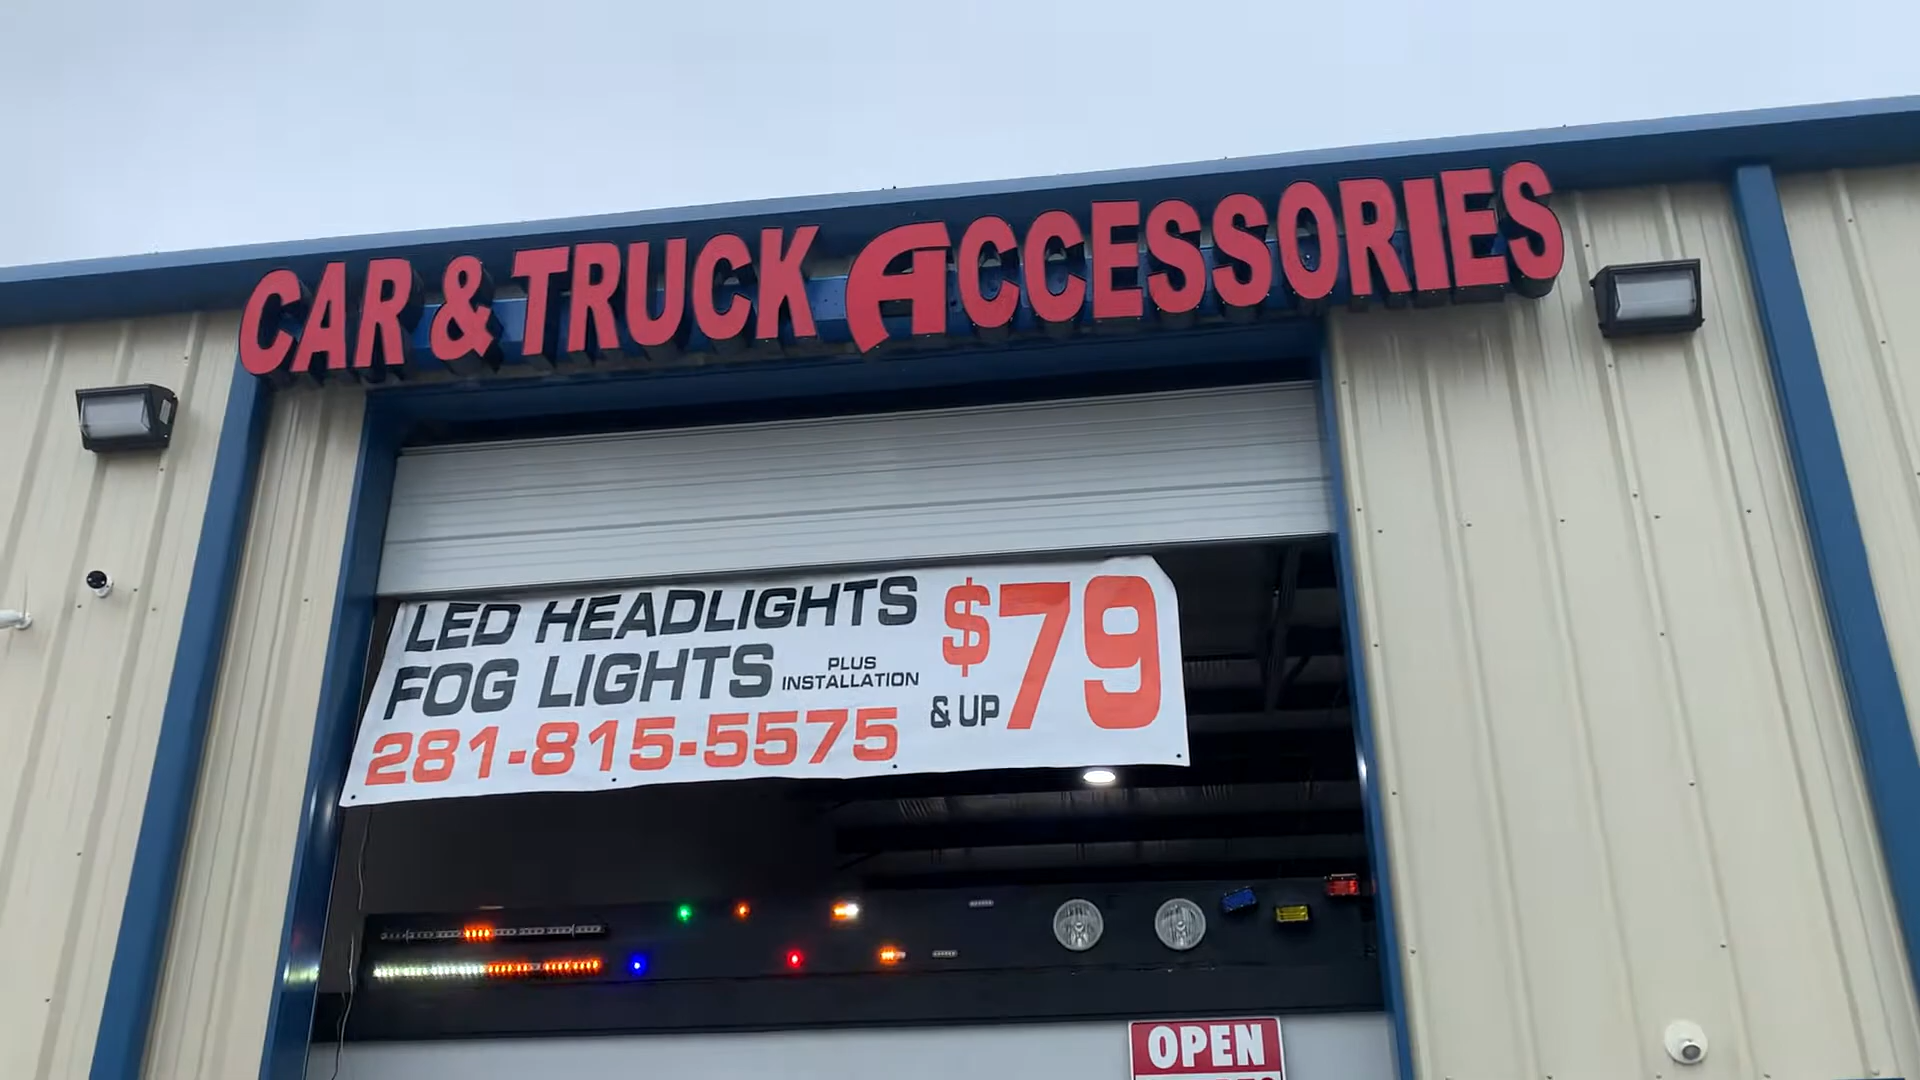 CAR & TRUCK ACCESSORIES
LED HEADLIGHTS
FOG LIGHTS
PLUS
INSTALLATION
$79
& UP
281-815-5575
OPEN